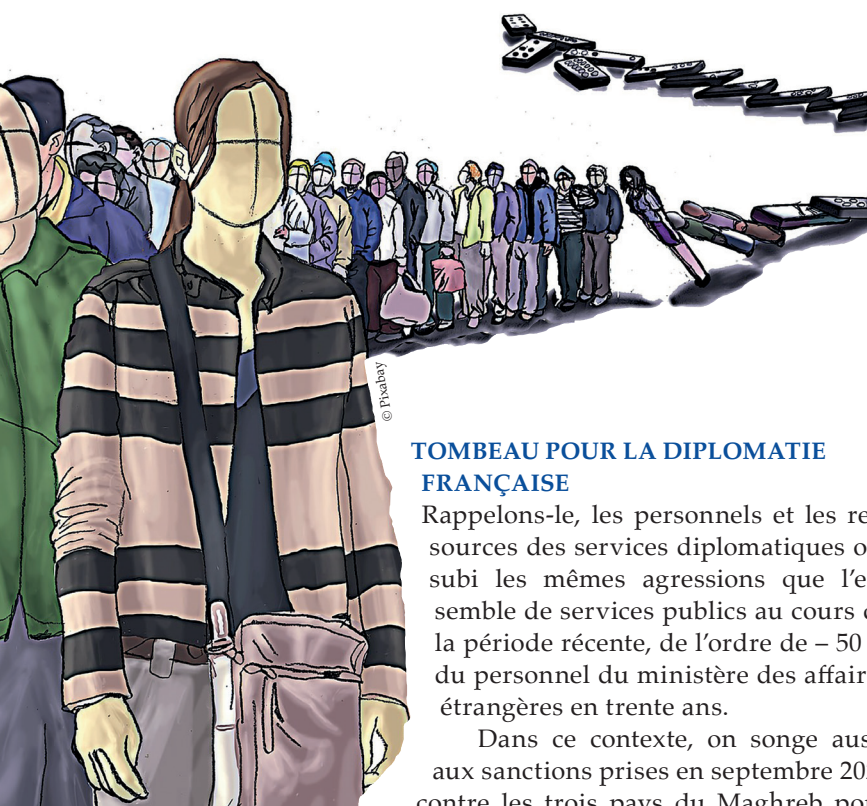 © Pixabay
TOMBEAU POUR LA DIPLOMATIE
FRANÇAISE
Rappelons-le, les personnels et les re
sources des services diplomatiques o
subi les mêmes agressions que l'e
semble de services publics au cours
la période récente, de l'ordre de – 50
du personnel du ministère des affair
étrangères en trente ans.
Dans ce contexte, on songe aus
aux sanctions prises en septembre 20
contre les trois pays du Maghreb